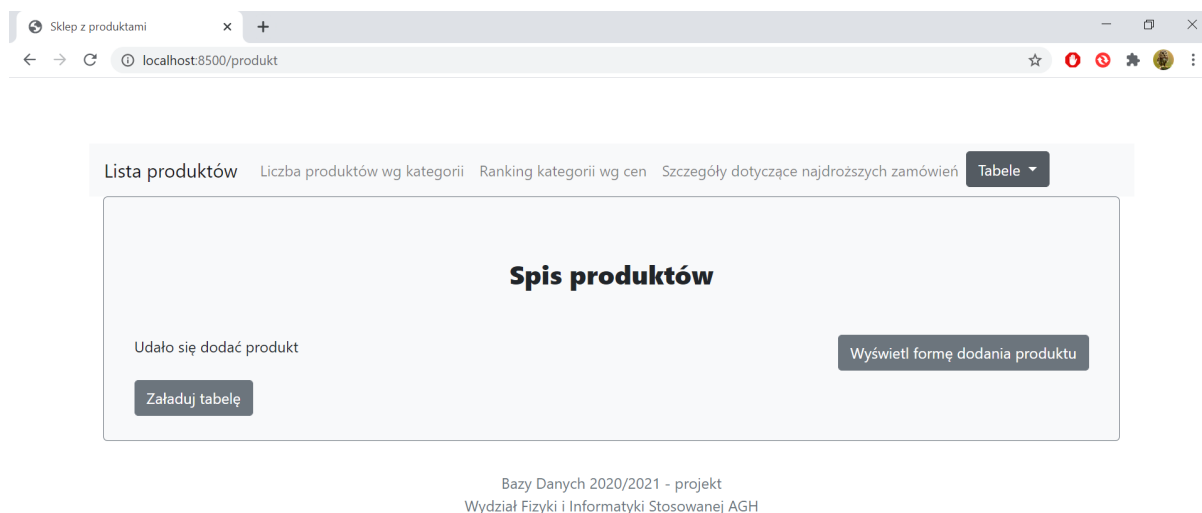 Sklep z produktami
localhost:8500/produkt
Lista produktów Liczba produktów wg kategorii Ranking kategorii wg cen Szczegóły dotyczące najdroższych zamówień Tabele
Spis produktów
Udało się dodać produkt
Wyświetl formę dodania produktu
Załaduj tabelę
Bazy Danych 2020/2021 - projekt
Wydział Fizyki i Informatyki Stosowanej AGH